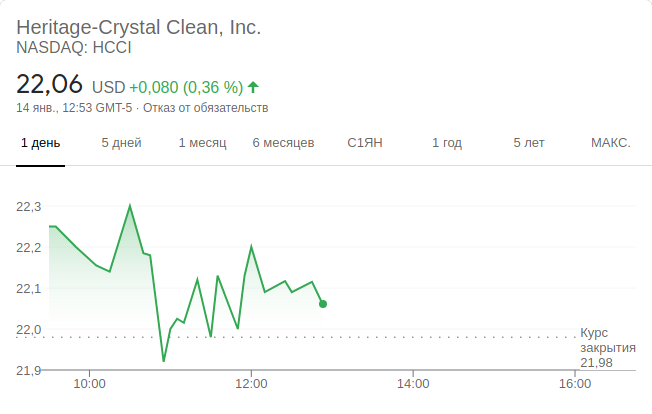 Heritage-Crystal Clean, Inc.
NASDAQ: HCCI
22,06 USD +0,080 (0,36 %)
14 янв., 12:53 GMT-5 · Отказ от обязательств
1 день 5 дней 1 месяц 6 месяцев С1ЯН 1 год 5 лет МАКС.
22,3
22,2
22,1
22,0
Курс
закрытия
21,98
21,9
10:00 12:00 14:00 16:00